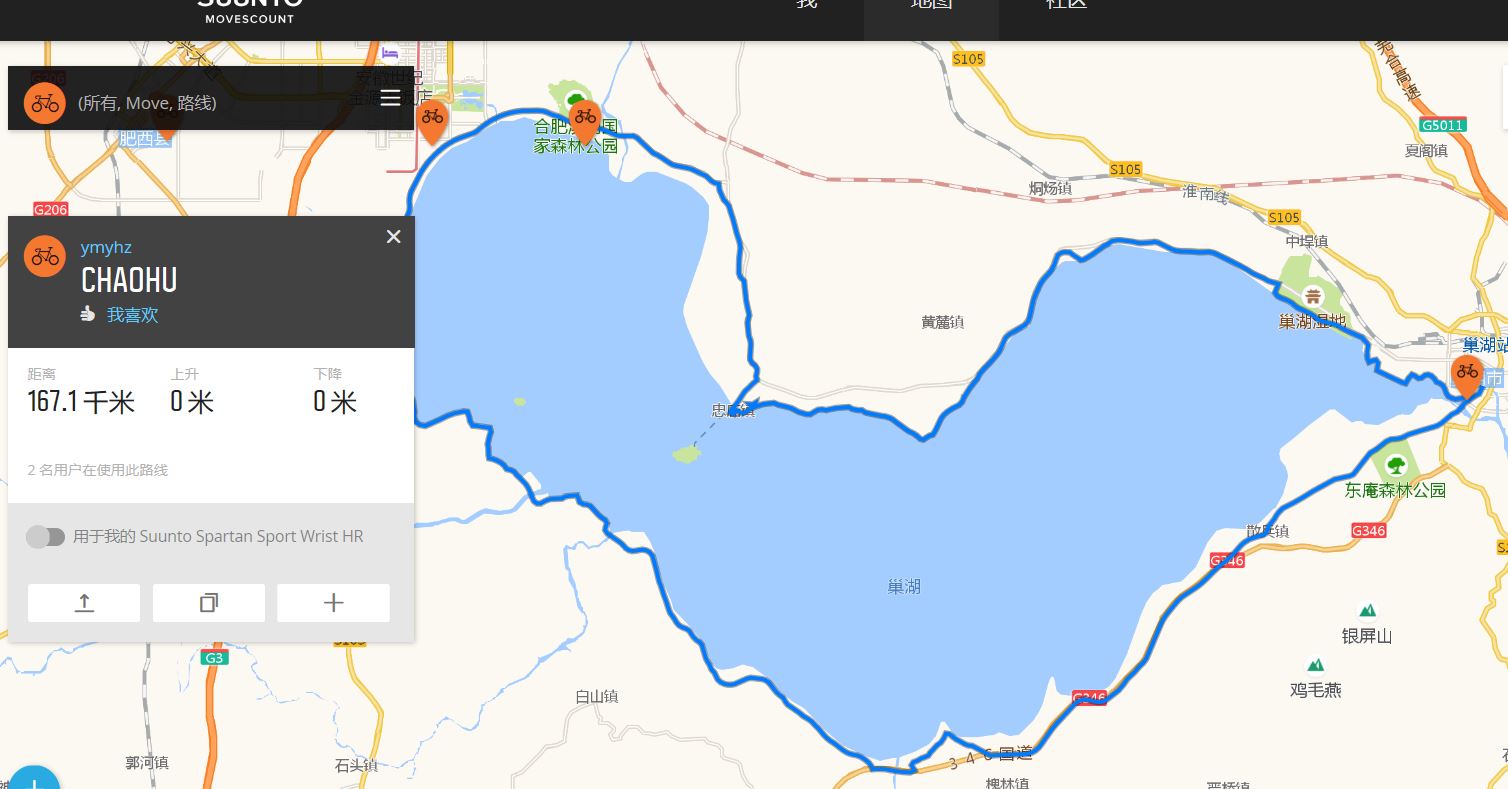 SUUNTO
MOVESCOUNT
我
地图
社区
(所有, Move, 路线)
肥西县
G206
G206
ymyhz
CHAOHU
我喜欢
距离
上升
下降
167.1 千米
0 米
0 米
2 名用户在使用此路线
用于我的 Suunto Spartan Sport Wrist HR
S105
G5011
夏阁镇
S105
烔炀镇
淮南线
S105
中垾镇
家森林公园
黄麓镇
巢湖湿地
巢湖站
市
忠庙镇
东庵森林公园
散兵镇
G346
G346
巢湖
银屏山
鸡毛燕
G3
白山镇
G346
郭河镇
石头镇
346国道
槐林镇